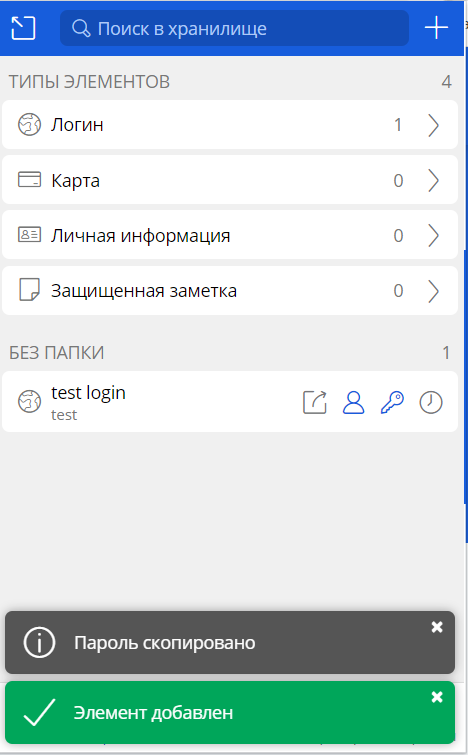 Поиск в хранилище
ТИПЫ ЭЛЕМЕНТОВ 4
Логин 1
Карта 0
Личная информация 0
Защищенная заметка 0
БЕЗ ПАПКИ 1
test login
test
Пароль скопировано
Элемент добавлен